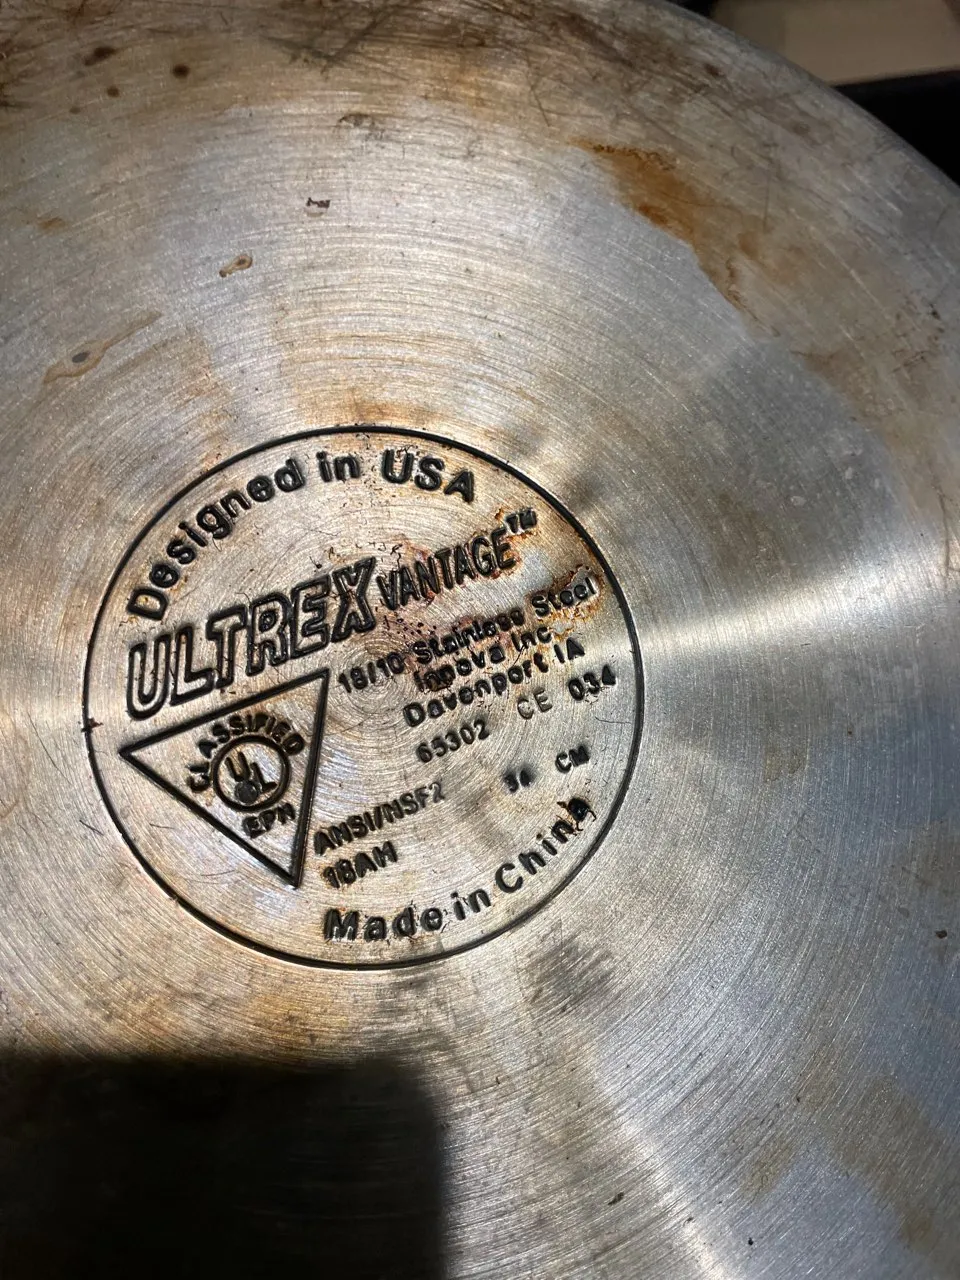 Designed in USA
ULTREX VANTAGE™
18/10 Stainless Steel
Innova Inc
Davenport IA
65302 CE 034
CLASSIFIED
UL
EPH
ANSI/NSF2 CM
18AH
Made in China